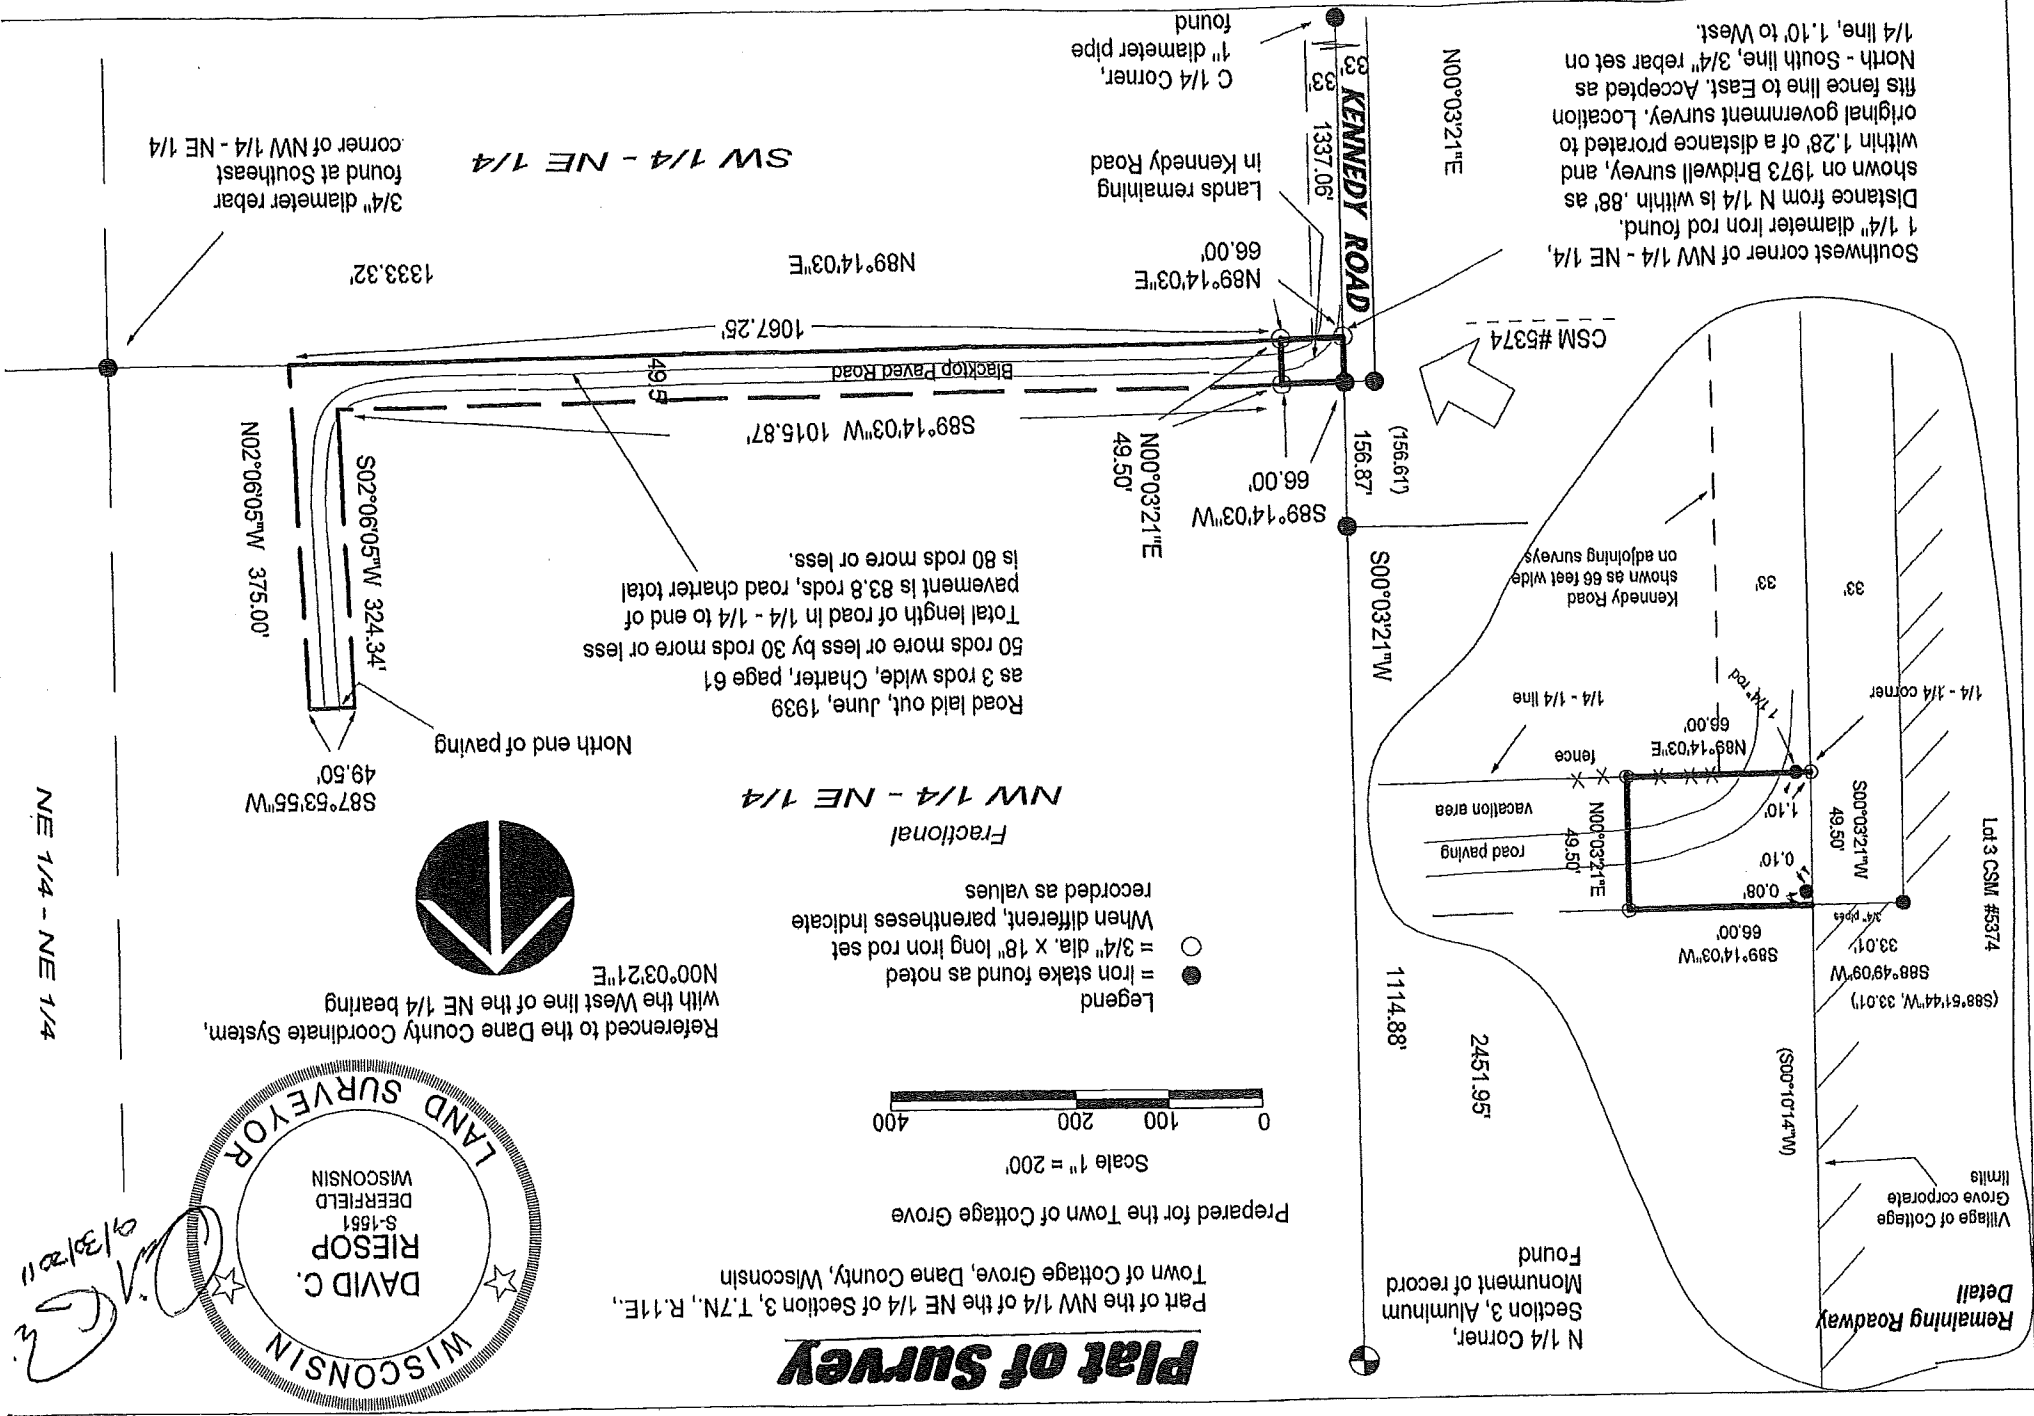 Plat of Survey
Part of the NW 1/4 of the NE 1/4 of Section 3, T.7N., R.11E.,
Town of Cottage Grove, Dane County, Wisconsin
Prepared for the Town of Cottage Grove
Scale 1" = 200'
0 100 200 400
WISCONSIN
DAVID C.
RIESOP
S-1551
DEERFIELD
WISCONSIN
LAND SURVEYOR
9/30/2011
Referenced to the Dane County Coordinate System,
with the West line of the NE 1/4 bearing
N00°03'21"E
Legend
= iron stake found as noted
= 3/4" dia. x 18" long iron rod set
When different, parentheses indicate
recorded as values
Fractional
NW 1/4 - NE 1/4
NE 1/4 - NE 1/4
N 1/4 Corner,
Section 3, Aluminum
Monument of record
Found
2451.95'
1114.88'
S00°03'21"W
Remaining Roadway
Detail
Village of Cottage
Grove corporate
limits
(S00°10'14"W)
(S88°51'44"W, 33.01')
S88°49'09"W
33.01'
3/4" pipes
Lot 3 CSM #5374
S89°14'03"W
66.00'
0.08'
0.10'
S00°03'21"W
49.50'
N00°03'21"E
49.50'
road paving
vacation area
1.10'
fence
N89°14'03"E
66.00'
1 1/4" rod
1/4 - 1/4 corner
1/4 - 1/4 line
33'
33'
Kennedy Road
shown as 66 feet wide
on adjoining surveys
S87°53'55"W
49.50'
North end of paving
Road laid out, June, 1939
as 3 rods wide, Charter, page 61
50 rods more or less by 30 rods more or less
Total length of road in 1/4 - 1/4 to end of
pavement is 83.8 rods, road charter total
is 80 rods more or less.
S02°06'05"W 324.34'
N02°06'05"W 375.00'
S89°14'03"W
66.00'
156.87'
(156.61')
N00°03'21"E
49.50'
S89°14'03"W 1015.87'
49.5'
Blacktop Paved Road
1067.25'
CSM #5374
N89°14'03"E
66.00'
N89°14'03"E
1333.32'
Southwest corner of NW 1/4 - NE 1/4,
1 1/4" diameter iron rod found.
Distance from N 1/4 is within .88' as
shown on 1973 Bridwell survey, and
within 1.28' of a distance prorated to
original government survey. Location
fits fence line to East. Accepted as
North - South line, 3/4" rebar set on
1/4 line, 1.10' to West.
N00°03'21"E
KENNEDY ROAD
1337.06'
33'
33'
Lands remaining
in Kennedy Road
C 1/4 Corner,
1" diameter pipe
found
SW 1/4 - NE 1/4
3/4" diameter rebar
found at Southeast
corner of NW 1/4 - NE 1/4